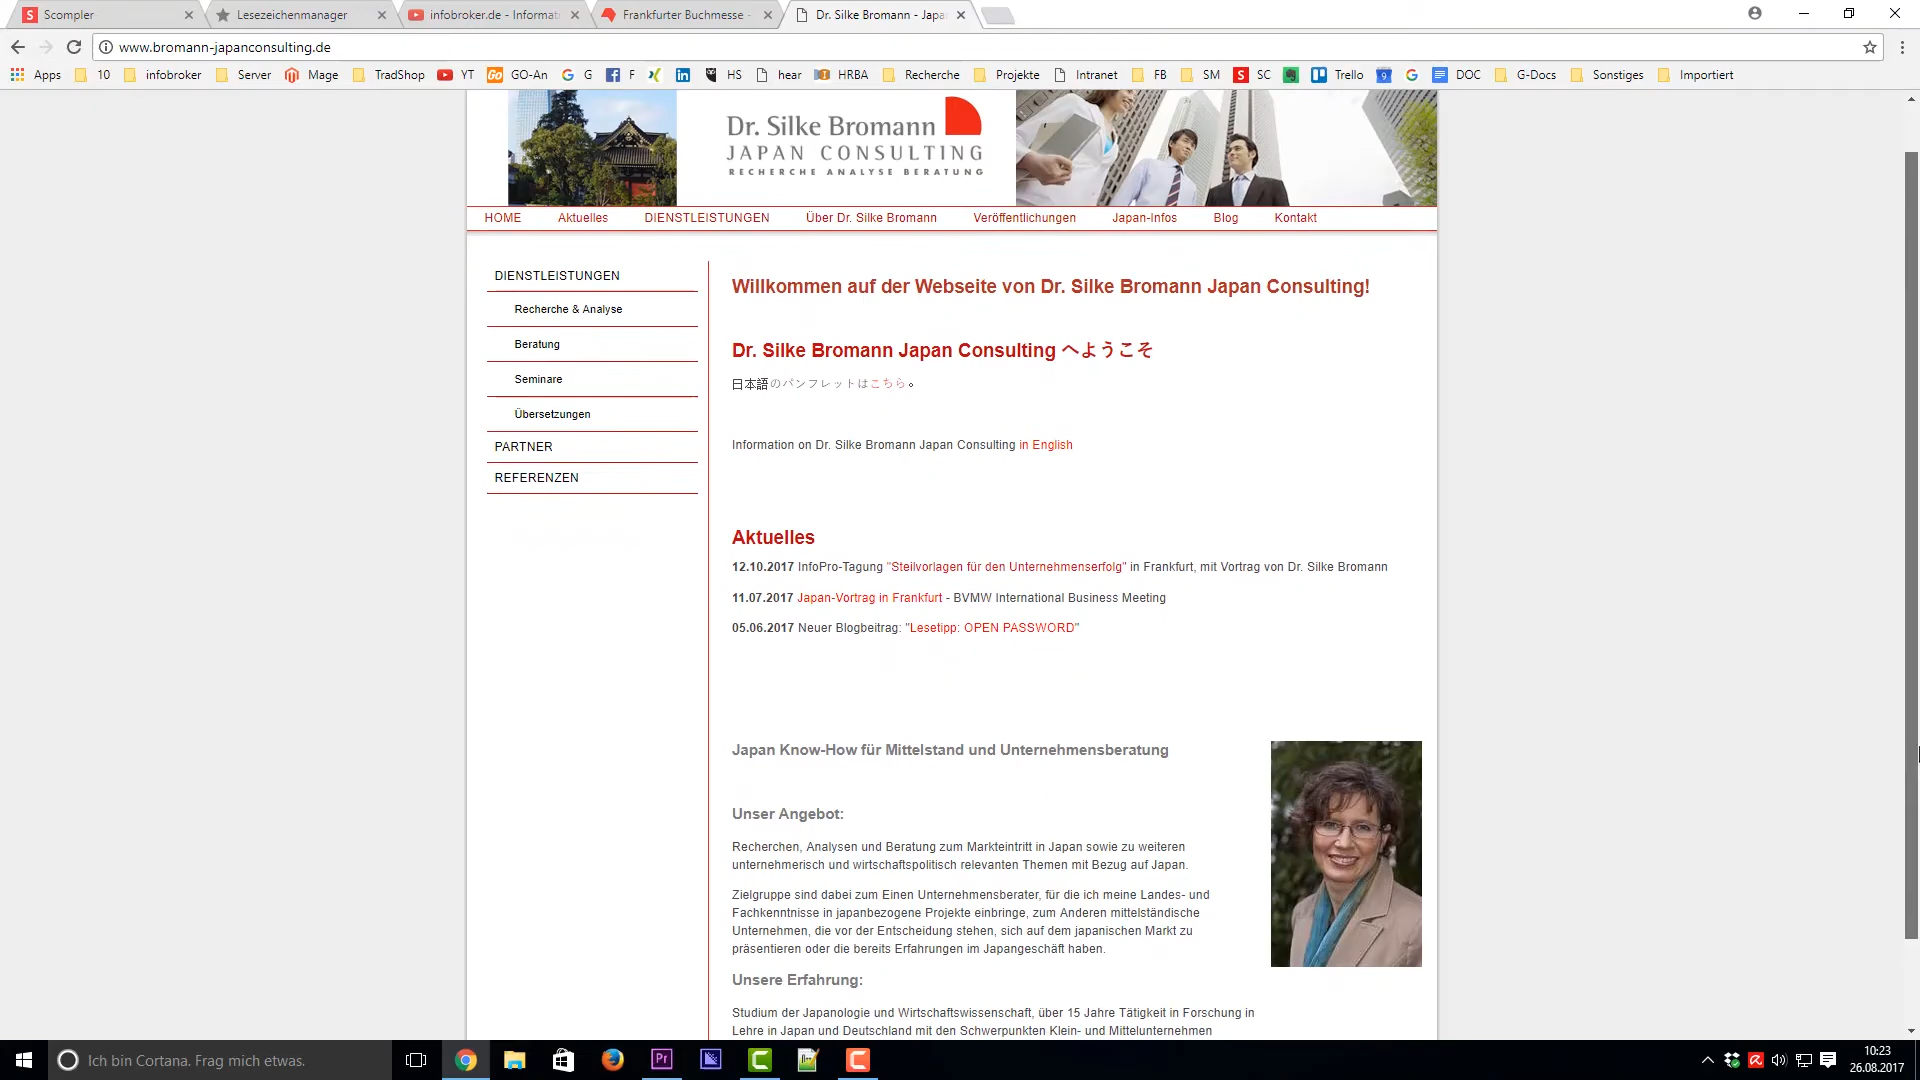 Scompler
Lesezeichenmanager
infobroker.de - Informat
Frankfurter Buchmesse -
Dr. Silke Bromann - Japa
www.bromann-japanconsulting.de
Apps
10
infobroker
Server
Mage
TradShop
YT
GO-An
G
F
HS
hear
HRBA
Recherche
Projekte
Intranet
FB
SM
SC
Trello
DOC
G-Docs
Sonstiges
Importiert
Dr. Silke Bromann
JAPAN CONSULTING
RECHERCHE ANALYSE BERATUNG
HOME
Aktuelles
DIENSTLEISTUNGEN
Über Dr. Silke Bromann
Veröffentlichungen
Japan-Infos
Blog
Kontakt
DIENSTLEISTUNGEN
Recherche & Analyse
Beratung
Seminare
Übersetzungen
PARTNER
REFERENZEN
Willkommen auf der Webseite von Dr. Silke Bromann Japan Consulting!
Dr. Silke Bromann Japan Consulting へようこそ
日本語のパンフレットはこちら。
Information on Dr. Silke Bromann Japan Consulting in English
Aktuelles
12.10.2017 InfoPro-Tagung "Steilvorlagen für den Unternehmenserfolg" in Frankfurt, mit Vortrag von Dr. Silke Bromann
11.07.2017 Japan-Vortrag in Frankfurt - BVMW International Business Meeting
05.06.2017 Neuer Blogbeitrag: "Lesetipp: OPEN PASSWORD"
Japan Know-How für Mittelstand und Unternehmensberatung
Unser Angebot:
Recherchen, Analysen und Beratung zum Markteintritt in Japan sowie zu weiteren
unternehmerisch und wirtschaftspolitisch relevanten Themen mit Bezug auf Japan.
Zielgruppe sind dabei zum Einen Unternehmensberater, für die ich meine Landes- und
Fachkenntnisse in japanbezogene Projekte einbringe, zum Anderen mittelständische
Unternehmen, die vor der Entscheidung stehen, sich auf dem japanischen Markt zu
präsentieren oder die bereits Erfahrungen im Japangeschäft haben.
Unsere Erfahrung:
Studium der Japanologie und Wirtschaftswissenschaft, über 15 Jahre Tätigkeit in Forschung in
Lehre in Japan und Deutschland mit den Schwerpunkten Klein- und Mittelunternehmen
Ich bin Cortana. Frag mich etwas.
10:23
26.08.2017